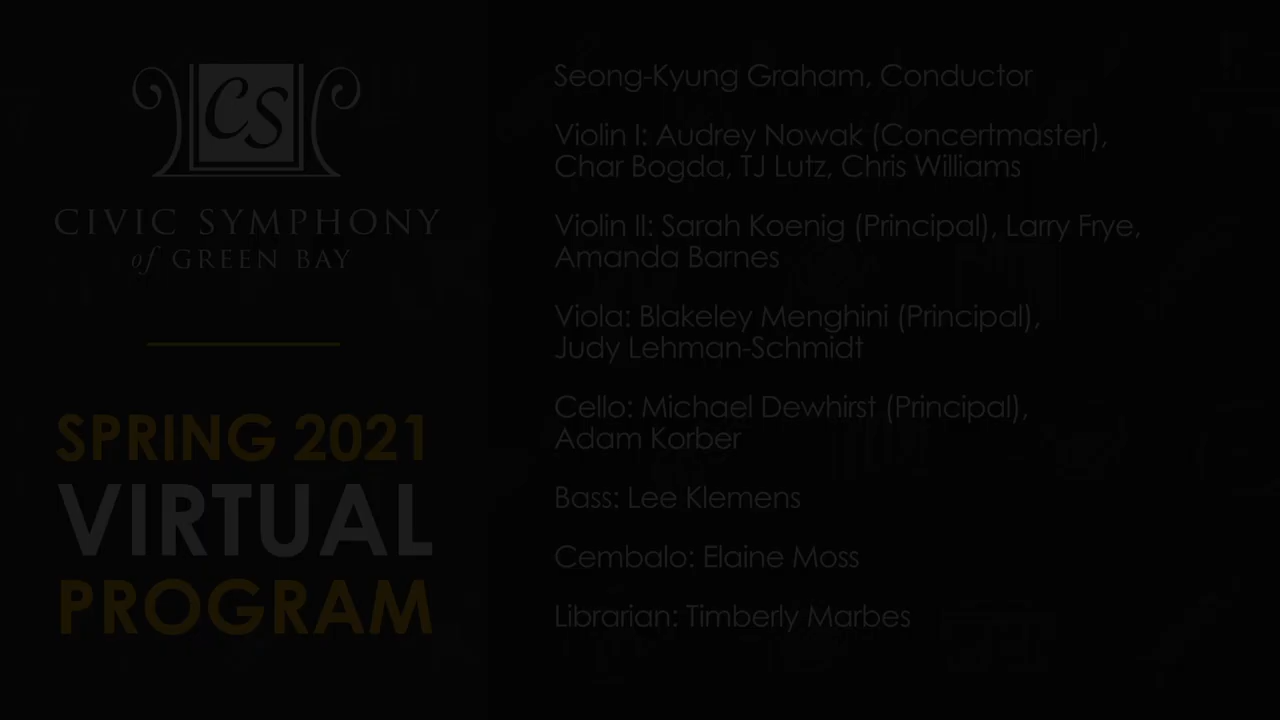 CS
CIVIC SYMPHONY
of GREEN BAY
SPRING 2021
VIRTUAL
PROGRAM
Seong-Kyung Graham, Conductor
Violin I: Audrey Nowak (Concertmaster),
Char Bogda, TJ Lutz, Chris Williams
Violin II: Sarah Koenig (Principal), Larry Frye,
Amanda Barnes
Viola: Blakeley Menghini (Principal),
Judy Lehman-Schmidt
Cello: Michael Dewhirst (Principal),
Adam Korber
Bass: Lee Klemens
Cembalo: Elaine Moss
Librarian: Timberly Marbes